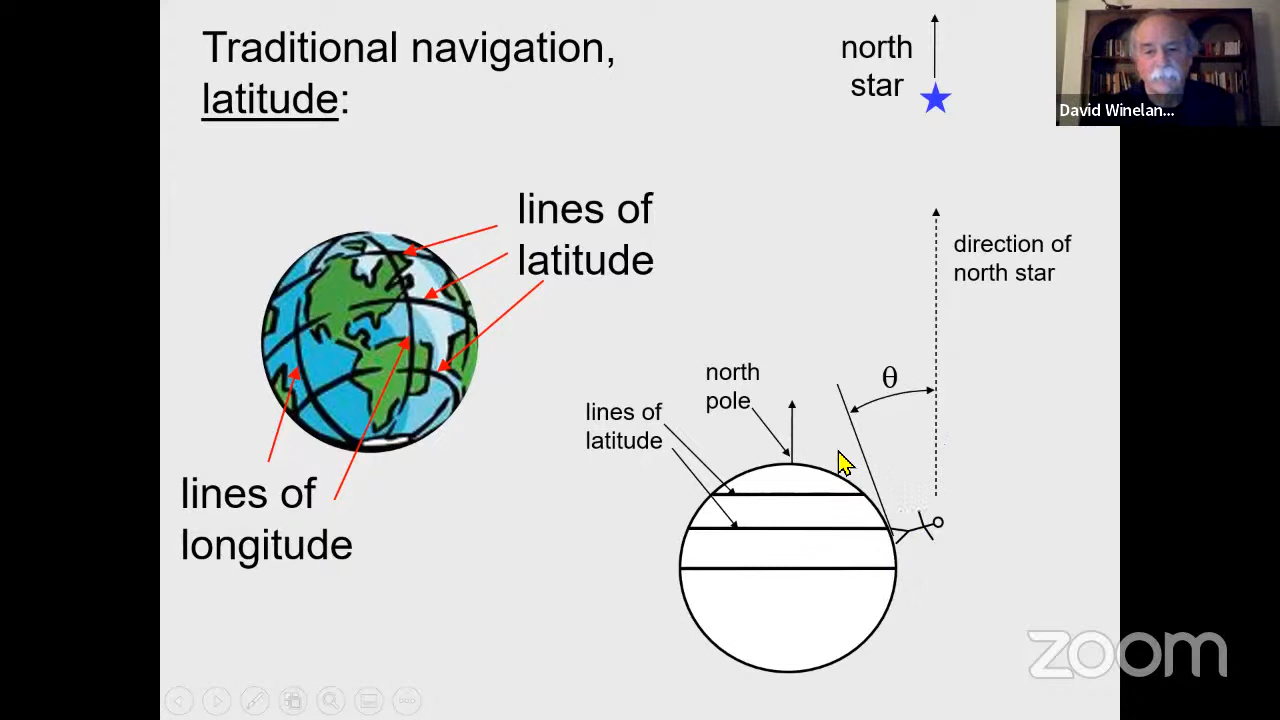 Traditional navigation,
latitude:
north
star
David Winelan...
lines of
latitude
direction of
north star
θ
north
pole
lines of
latitude
lines of
longitude
zoom